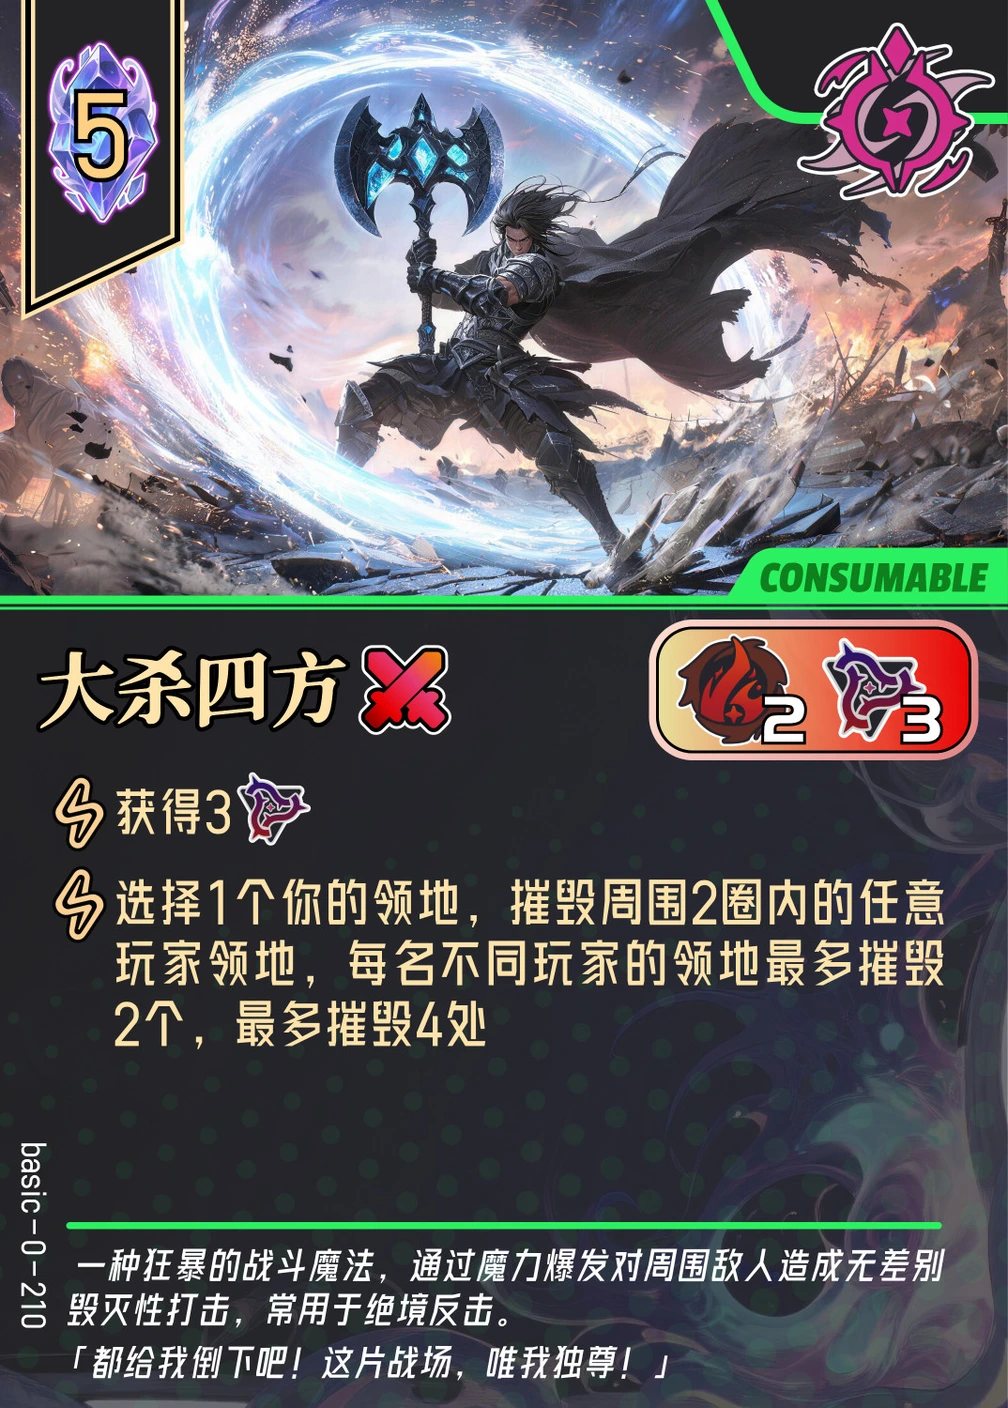 5
CONSUMABLE
大杀四方
2 3
获得3
选择1个你的领地，摧毁周围2圈内的任意
玩家领地，每名不同玩家的领地最多摧毁
2个，最多摧毁4处
basic-0-210
一种狂暴的战斗魔法，通过魔力爆发对周围敌人造成无差别
毁灭性打击，常用于绝境反击。
「都给我倒下吧！这片战场，唯我独尊！」